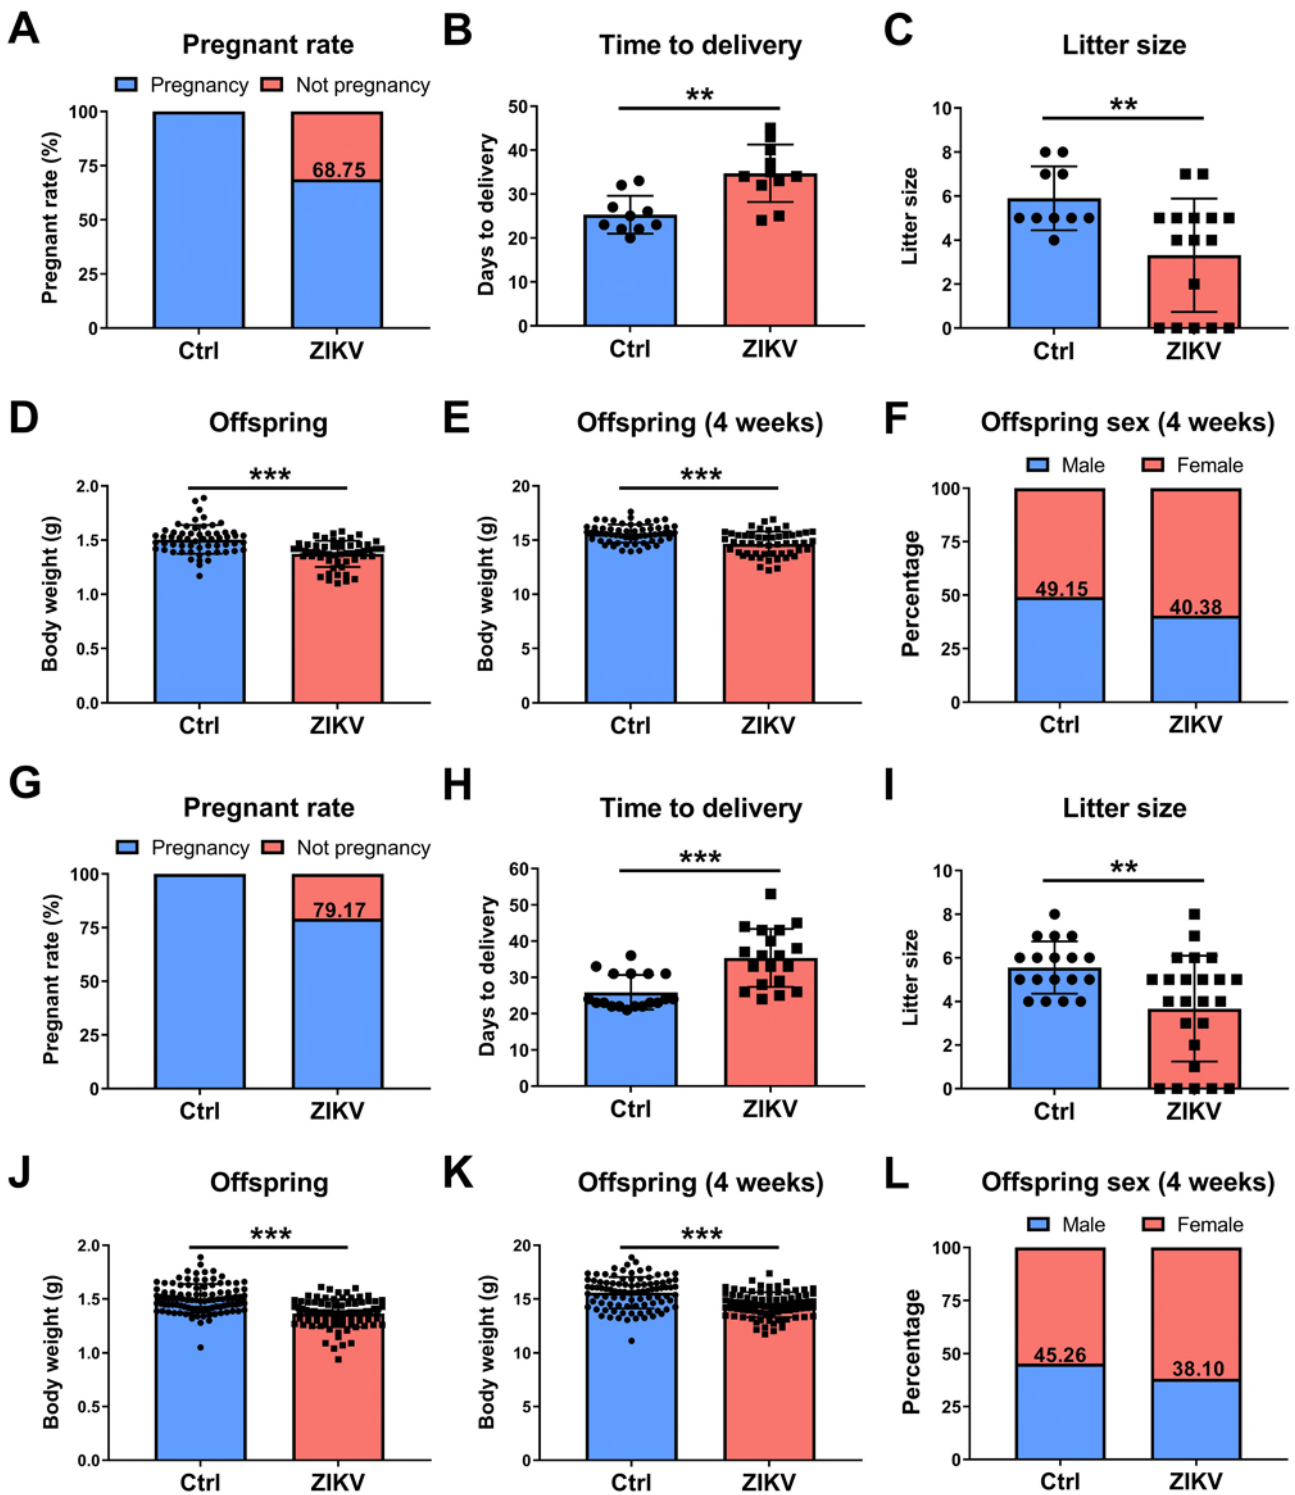 A
Pregnant rate
Pregnancy Not pregnancy
Pregnant rate (%)
100
75
50
25
0
68.75
Ctrl ZIKV
B
Time to delivery
**
Days to delivery
50
40
30
20
10
0
Ctrl ZIKV
C
Litter size
**
Litter size
10
8
6
4
2
0
Ctrl ZIKV
D
Offspring
***
Body weight (g)
2.0
1.5
1.0
0.5
0.0
Ctrl ZIKV
E
Offspring (4 weeks)
***
Body weight (g)
20
15
10
5
0
Ctrl ZIKV
F
Offspring sex (4 weeks)
Male Female
Percentage
100
75
50
25
0
49.15
40.38
Ctrl ZIKV
G
Pregnant rate
Pregnancy Not pregnancy
Pregnant rate (%)
100
75
50
25
0
79.17
Ctrl ZIKV
H
Time to delivery
***
Days to delivery
60
50
40
30
20
10
0
Ctrl ZIKV
I
Litter size
**
Litter size
10
8
6
4
2
0
Ctrl ZIKV
J
Offspring
***
Body weight (g)
2.0
1.5
1.0
0.5
0.0
Ctrl ZIKV
K
Offspring (4 weeks)
***
Body weight (g)
20
15
10
5
0
Ctrl ZIKV
L
Offspring sex (4 weeks)
Male Female
Percentage
100
75
50
25
0
45.26
38.10
Ctrl ZIKV